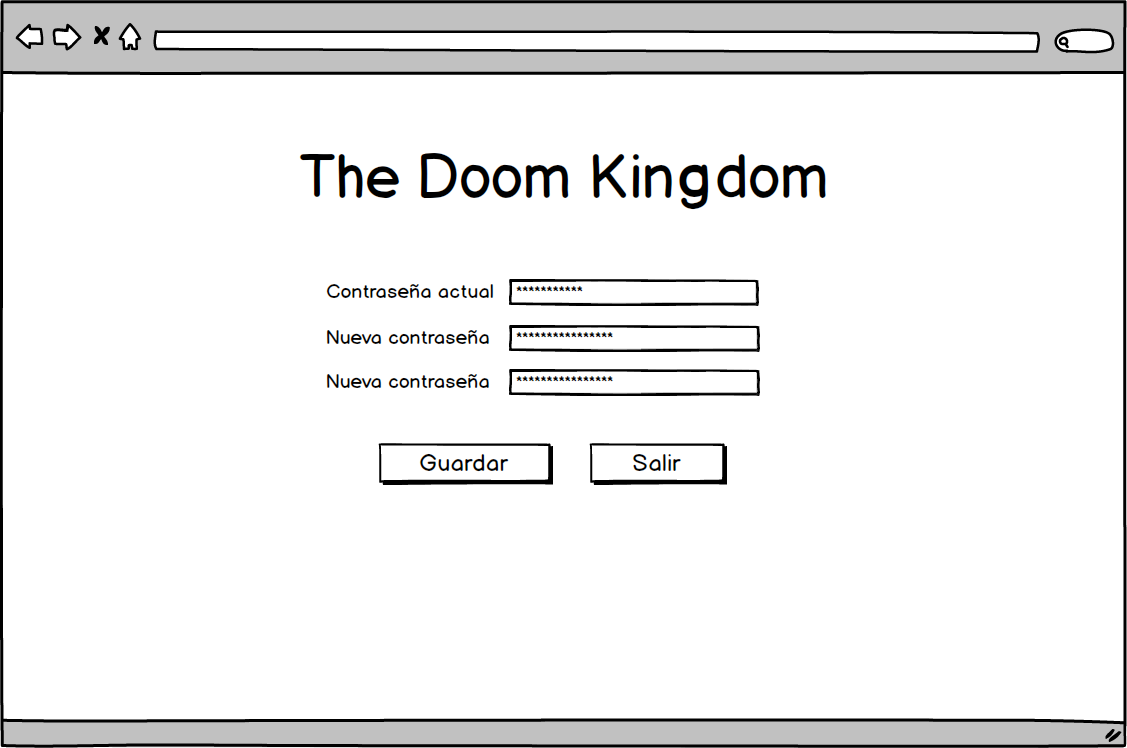 The Doom Kingdom
Contraseña actual ***********
Nueva contraseña ****************
Nueva contraseña ****************
Guardar Salir